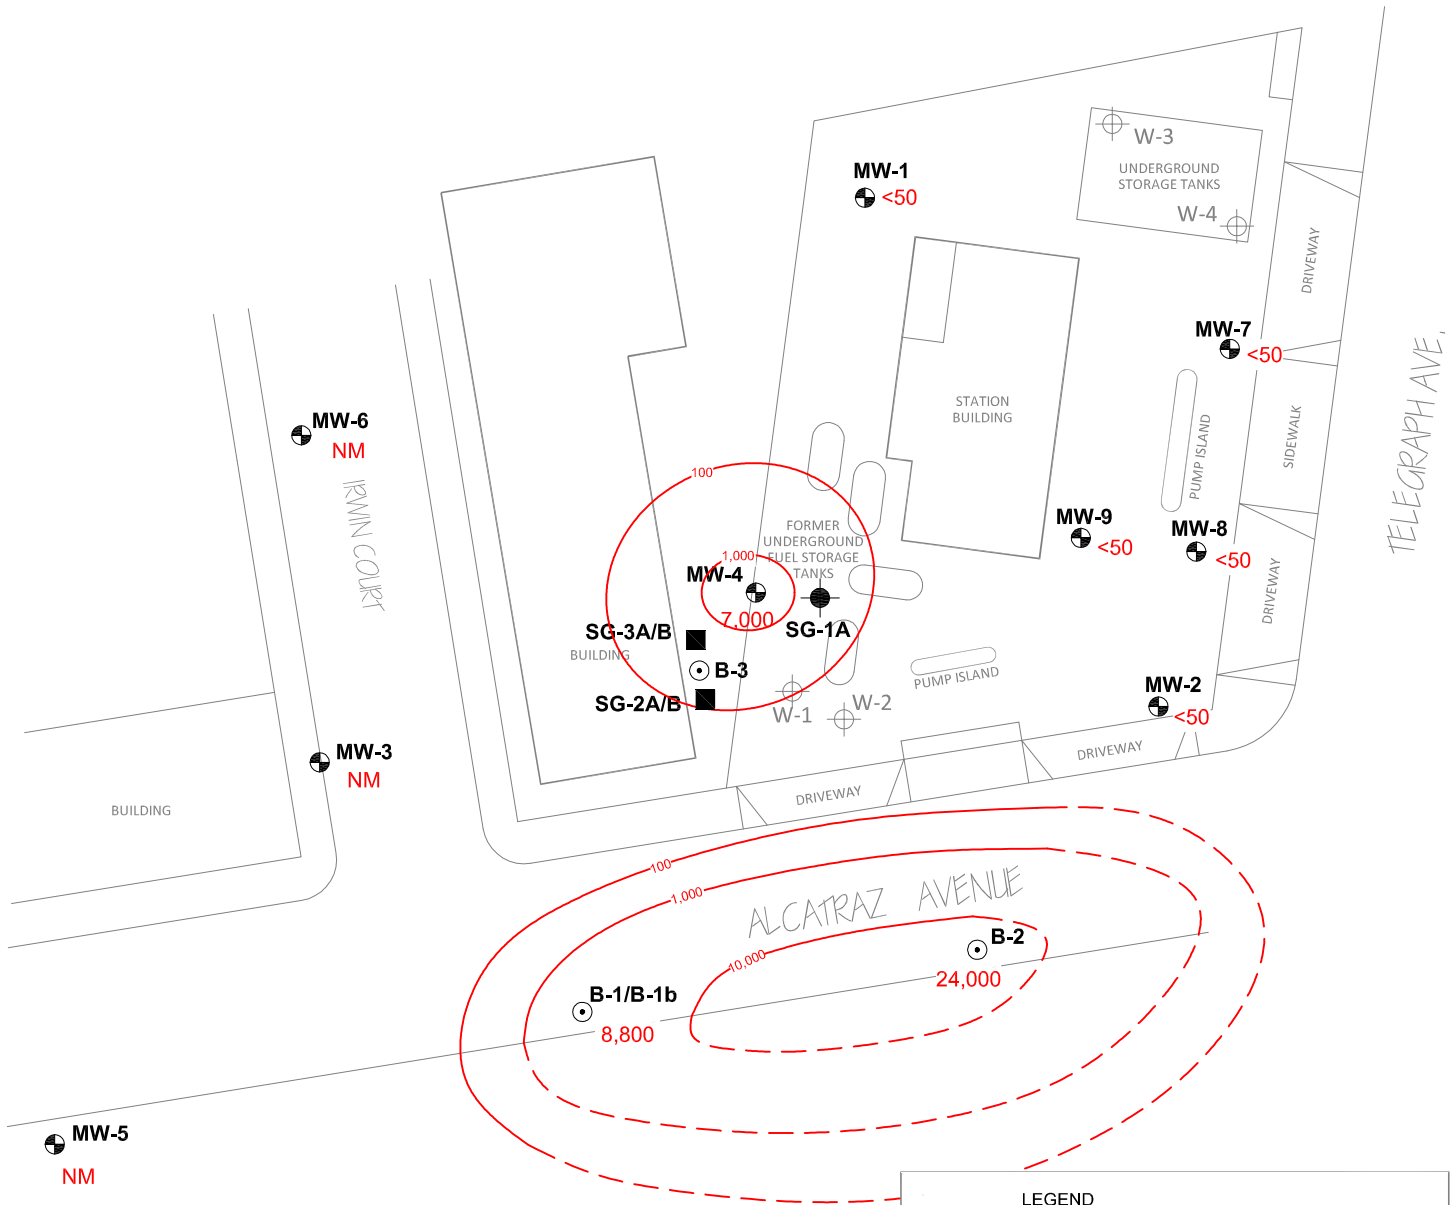 W-3
UNDERGROUND
STORAGE TANKS
W-4
MW-1
<50
DRIVEWAY
MW-7
<50
TELEGRAPH AVE.
STATION
BUILDING
PUMP ISLAND
SIDEWALK
MW-6
NM
IRWIN COURT
100
FORMER
UNDERGROUND
FUEL STORAGE
TANKS
1,000
MW-4
7,000
MW-9
<50
MW-8
<50
DRIVEWAY
SG-1A
SG-3A/B
BUILDING
B-3
SG-2A/B
W-1
W-2
PUMP ISLAND
MW-2
<50
MW-3
NM
BUILDING
DRIVEWAY
DRIVEWAY
100
1,000
ALCATRAZ AVENUE
10,000
B-2
24,000
B-1/B-1b
8,800
MW-5
NM
LEGEND